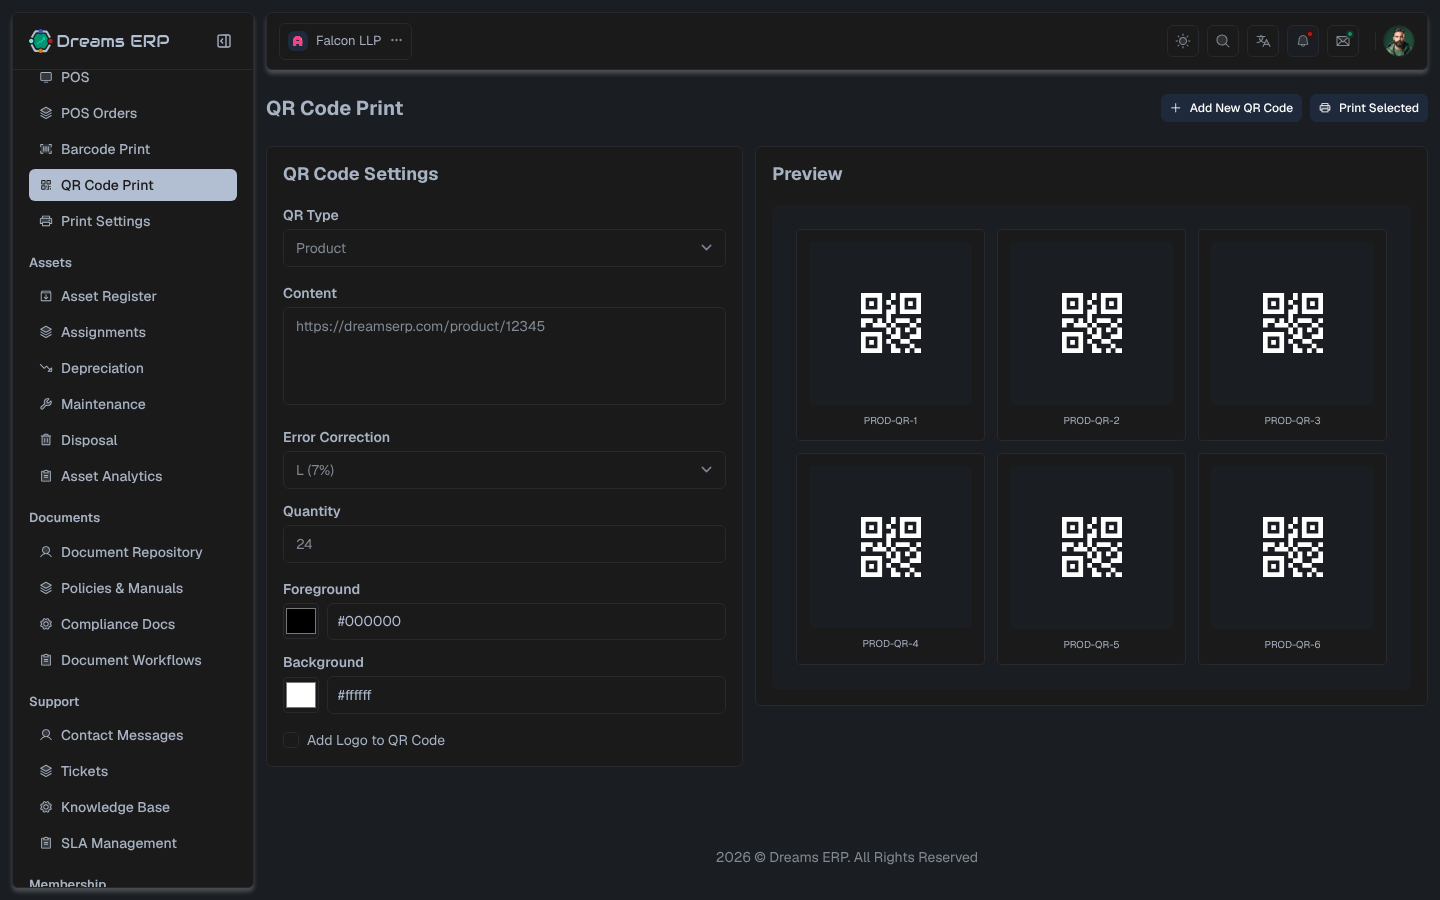 Dreams ERP
POS
POS Orders
Barcode Print
QR Code Print
Print Settings
Assets
Asset Register
Assignments
Depreciation
Maintenance
Disposal
Asset Analytics
Documents
Document Repository
Policies & Manuals
Compliance Docs
Document Workflows
Support
Contact Messages
Tickets
Knowledge Base
SLA Management
Membership
Falcon LLP
QR Code Print
Add New QR Code
Print Selected
QR Code Settings
QR Type
Product
Content
https://dreamserp.com/product/12345
Error Correction
L (7%)
Quantity
24
Foreground
#000000
Background
#ffffff
Add Logo to QR Code
Preview
PROD-QR-1
PROD-QR-2
PROD-QR-3
PROD-QR-4
PROD-QR-5
PROD-QR-6
2026 © Dreams ERP. All Rights Reserved